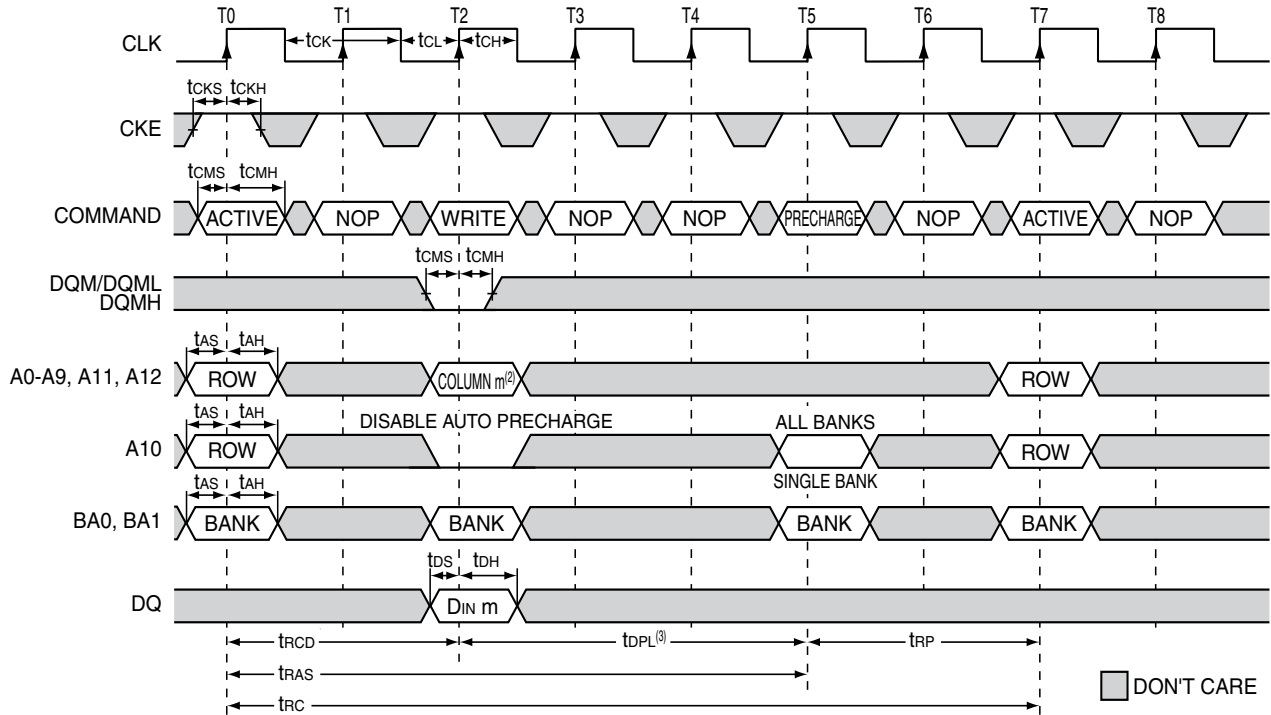 T0 T1 T2 T3 T4 T5 T6 T7 T8
CLK tCK tCL tCH
tCKS tCKH
CKE
tCMS tCMH
COMMAND ACTIVE NOP WRITE NOP NOP PRECHARGE NOP ACTIVE NOP
tCMS tCMH
DQM/DQML
DQMH
tAS tAH
A0-A9, A11, A12 ROW COLUMN m(2) ROW
tAS tAH DISABLE AUTO PRECHARGE ALL BANKS
A10 ROW ROW
tAS tAH SINGLE BANK
BA0, BA1 BANK BANK BANK BANK
tDS tDH
DQ DIN m
tRCD tDPL(3) tRP
tRAS
DON'T CARE
tRC